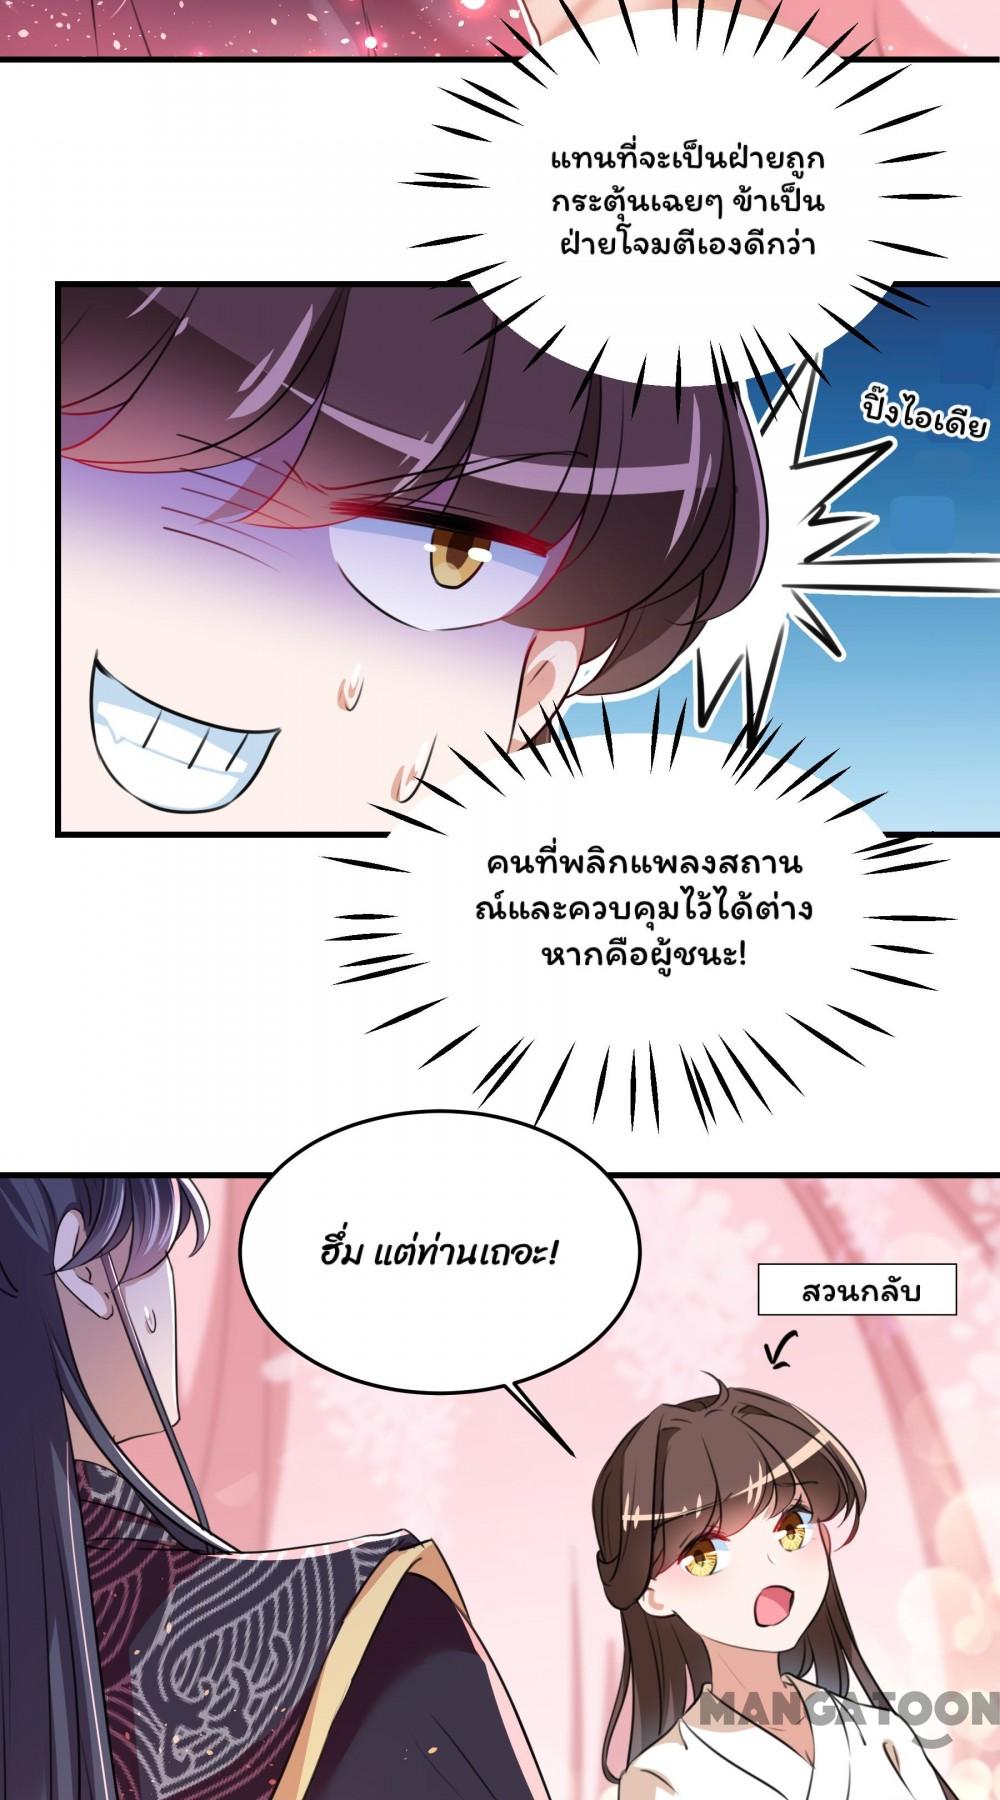 แทนที่จะเป็นฝ่ายถูก
กระตุ้นเฉยๆ ข้าเป็น
ฝ่ายโจมตีเองดีกว่า
ปิ๊งไอเดีย
คนที่พลิกแพลงสถาน
ณ์และควบคุมไว้ได้ต่าง
หากคือผู้ชนะ!
ฮึ่ม แต่ท่านเถอะ!
สวนกลับ
MANGATOON